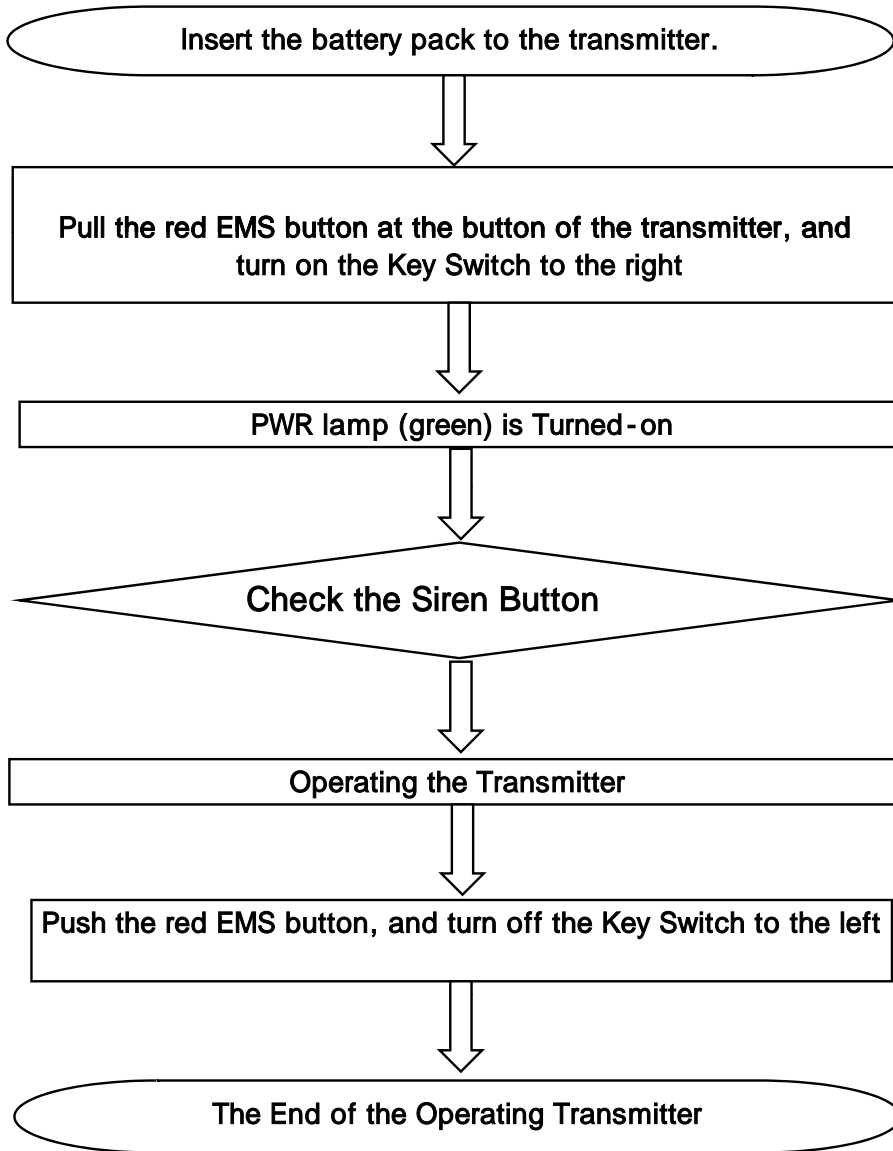 Insert the battery pack to the transmitter.
Pull the red EMS button at the button of the transmitter, and
turn on the Key Switch to the right
PWR lamp (green) is Turned-on
Check the Siren Button
Operating the Transmitter
Push the red EMS button, and turn off the Key Switch to the left
The End of the Operating Transmitter